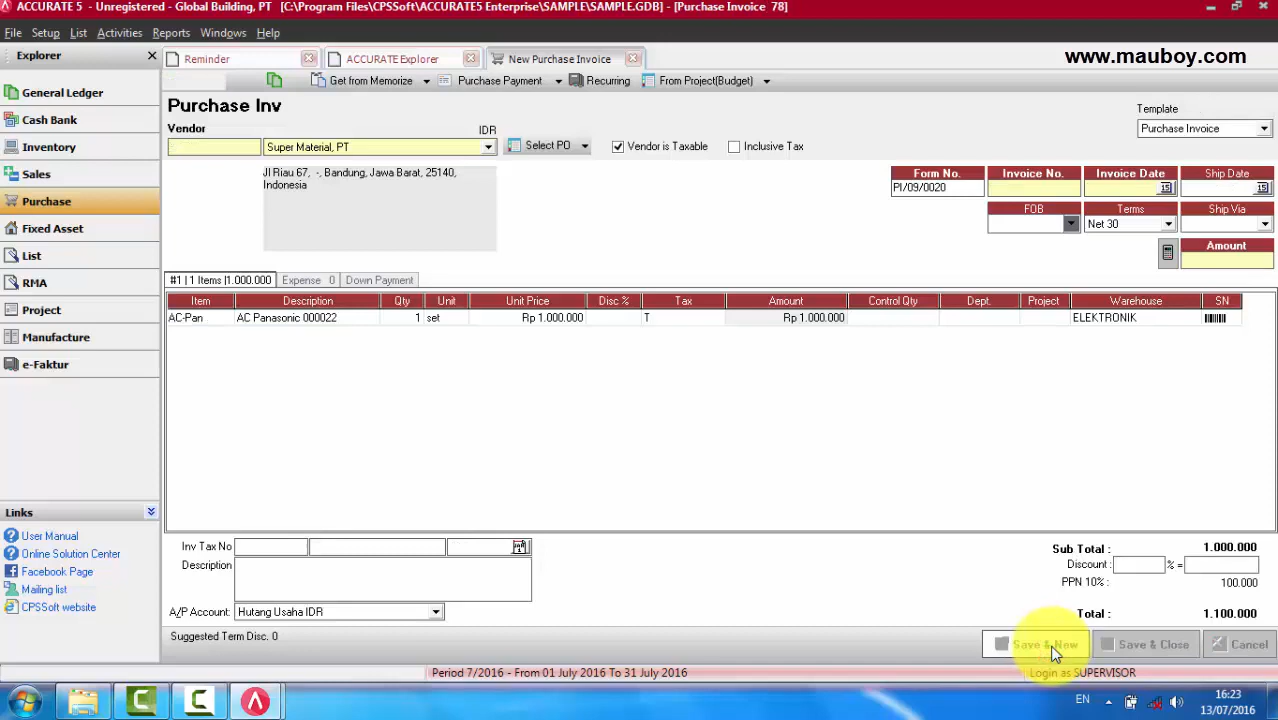 ACCURATE 5 - Unregistered - Global Building, PT [C:\Program Files\CPSSoft\ACCURATE5 Enterprise\SAMPLE\SAMPLE.GDB] - [Purchase Invoice 78]
File Setup List Activities Reports Windows Help
www.mauboy.com
Explorer
Reminder
ACCURATE Explorer
New Purchase Invoice
Get from Memorize
Purchase Payment
Recurring
From Project(Budget)
General Ledger
Cash Bank
Inventory
Sales
Purchase
Fixed Asset
List
RMA
Project
Manufacture
e-Faktur
Purchase Inv
Template
Purchase Invoice
Vendor
IDR
Super Material, PT
Select PO
Vendor is Taxable
Inclusive Tax
Jl Riau 67, -, Bandung, Jawa Barat, 25140,
Indonesia
Form No. Invoice No. Invoice Date Ship Date
PI/09/0020
FOB Terms Ship Via
Net 30
Amount
#1 | 1 Items |1.000.000 Expense 0 Down Payment
Item Description Qty Unit Unit Price Disc % Tax Amount Control Qty Dept. Project Warehouse SN
AC-Pan AC Panasonic 000022 1 set Rp 1.000.000 T Rp 1.000.000 ELEKTRONIK
Links
User Manual
Online Solution Center
Facebook Page
Mailing list
CPSSoft website
Inv Tax No
Description
A/P Account: Hutang Usaha IDR
Sub Total : 1.000.000
Discount : % =
PPN 10% : 100.000
Total : 1.100.000
Suggested Term Disc. 0
Save & New
Save & Close
Cancel
Period 7/2016 - From 01 July 2016 To 31 July 2016
Login as SUPERVISOR
EN
16:23
13/07/2016